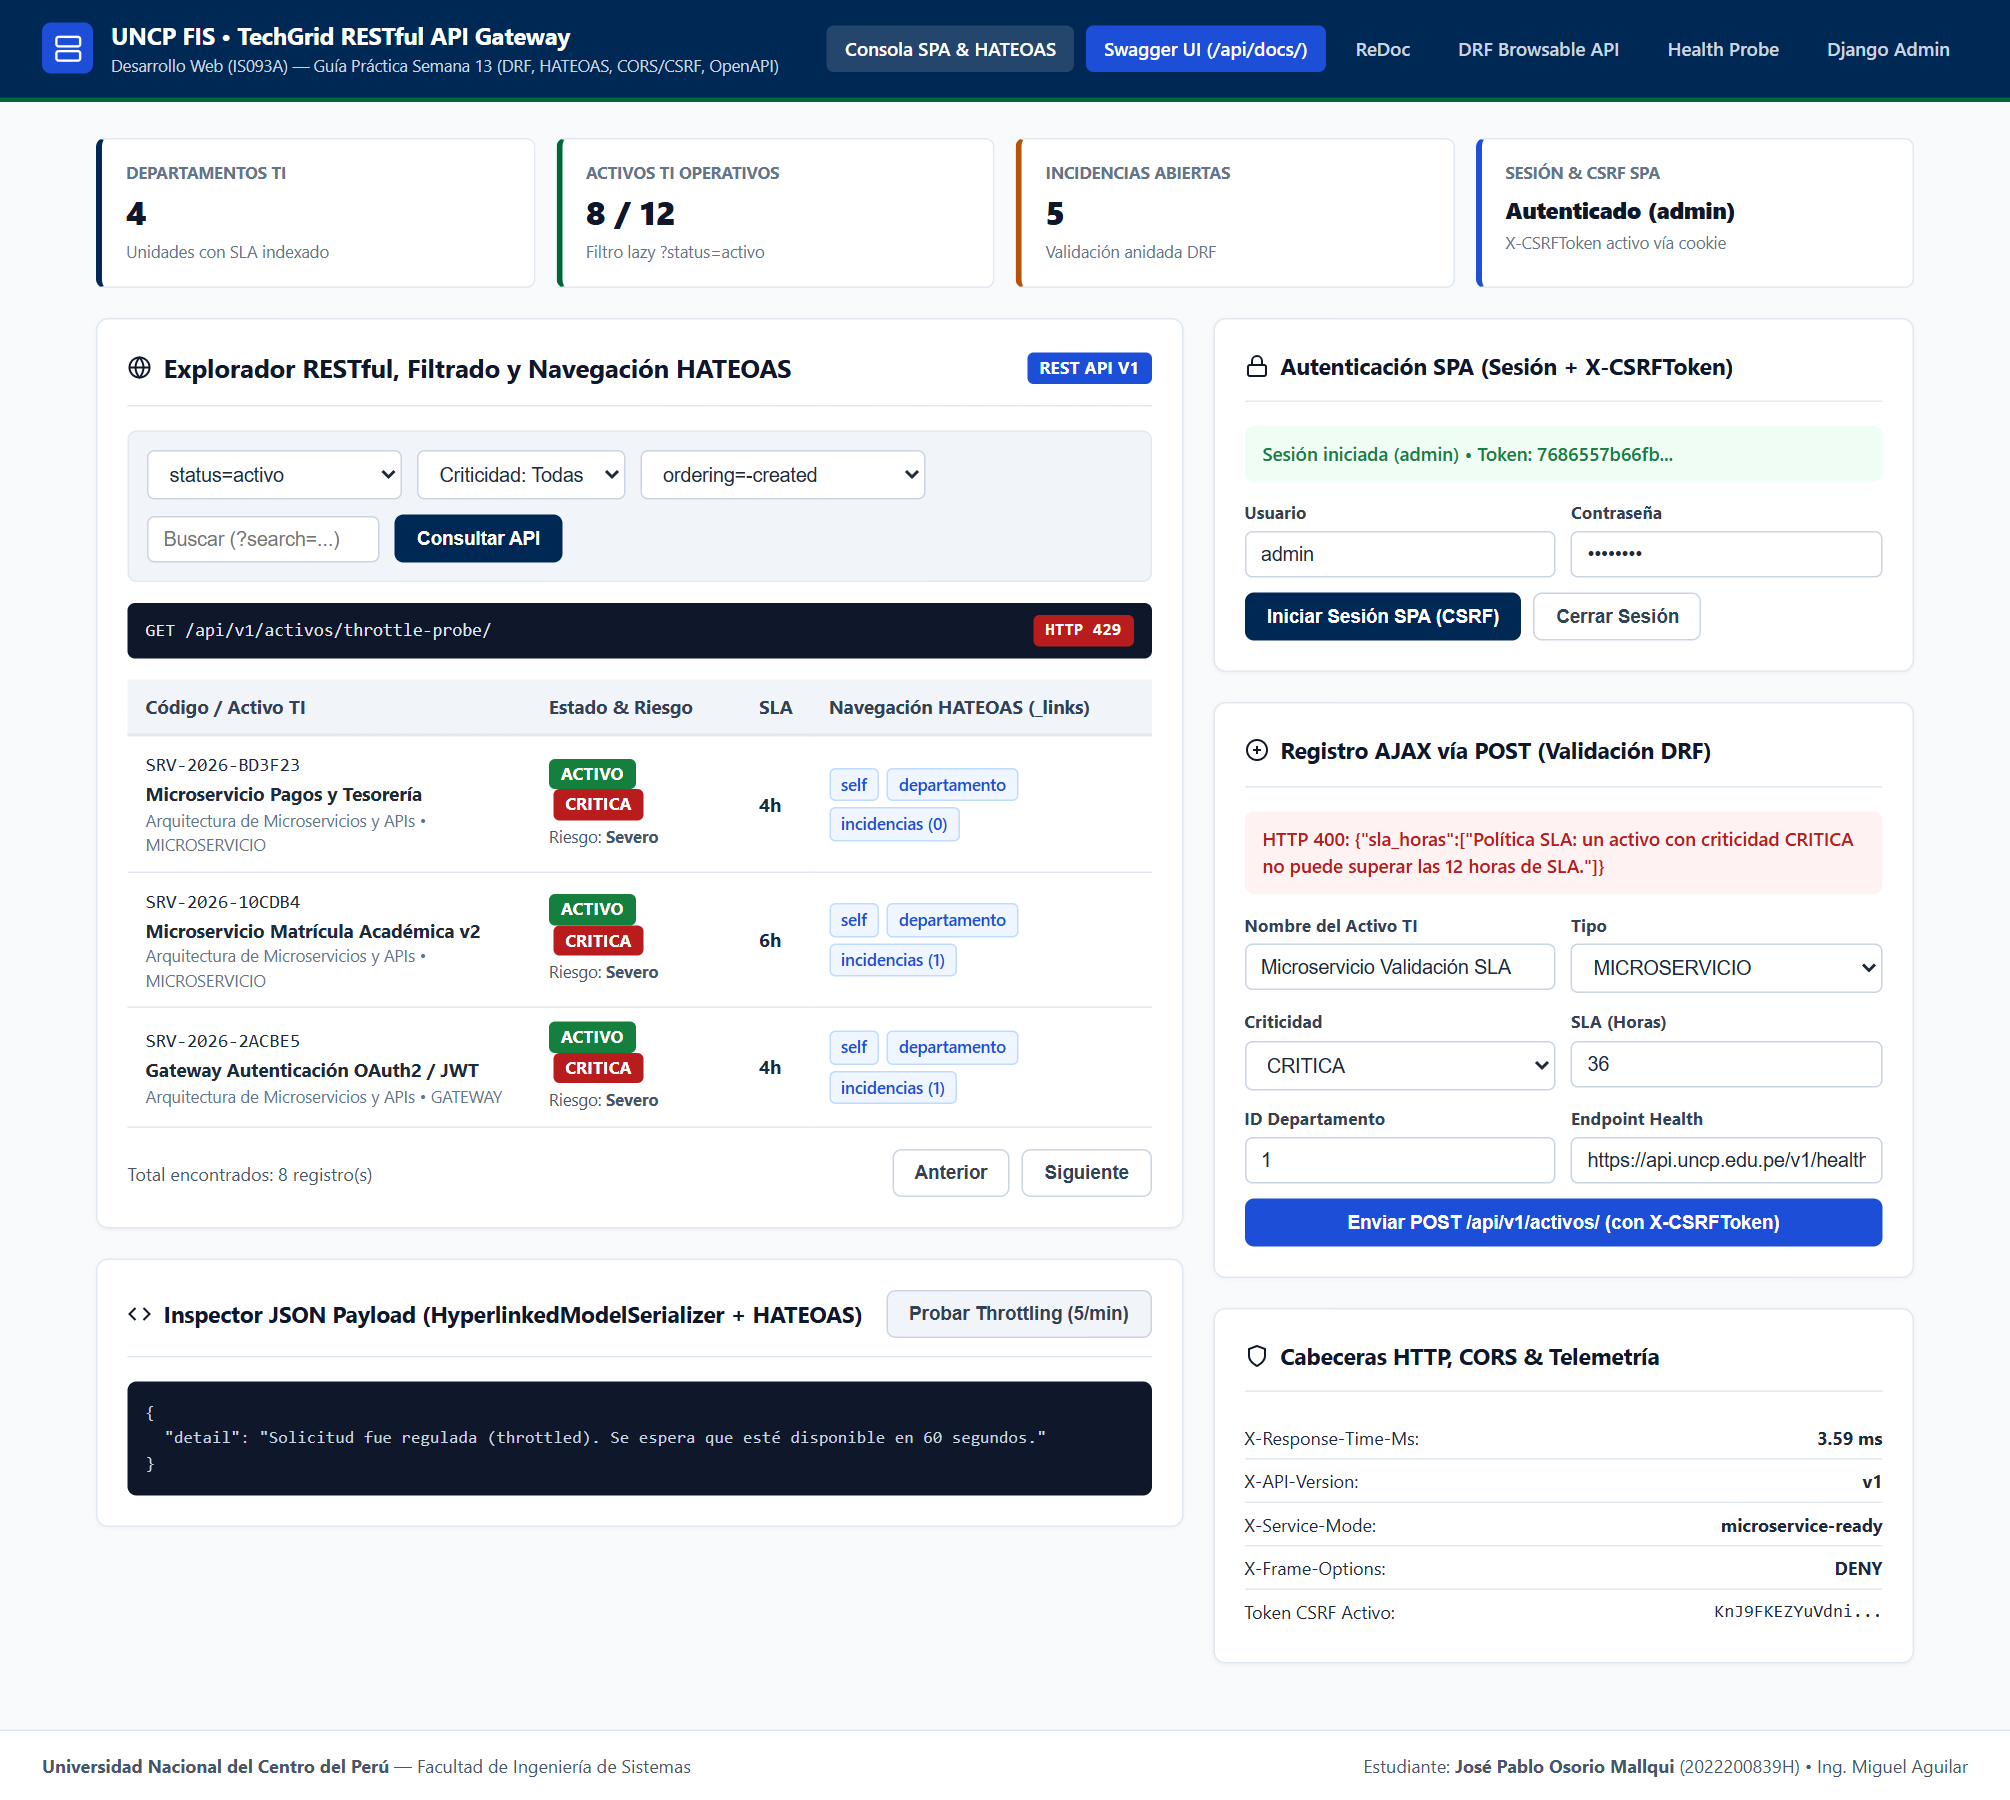 UNCP FIS • TechGrid RESTful API Gateway
Desarrollo Web (IS093A) — Guía Práctica Semana 13 (DRF, HATEOAS, CORS/CSRF, OpenAPI)
Consola SPA & HATEOAS
Swagger UI (/api/docs/)
ReDoc
DRF Browsable API
Health Probe
Django Admin
DEPARTAMENTOS TI
4
Unidades con SLA indexado
ACTIVOS TI OPERATIVOS
8 / 12
Filtro lazy ?status=activo
INCIDENCIAS ABIERTAS
5
Validación anidada DRF
SESIÓN & CSRF SPA
Autenticado (admin)
X-CSRFToken activo vía cookie
Explorador RESTful, Filtrado y Navegación HATEOAS
REST API V1
status=activo
Criticidad: Todas
ordering=-created
Buscar (?search=...)
Consultar API
GET /api/v1/activos/throttle-probe/
HTTP 429
Código / Activo TI
Estado & Riesgo
SLA
Navegación HATEOAS (_links)
SRV-2026-BD3F23
Microservicio Pagos y Tesorería
Arquitectura de Microservicios y APIs •
MICROSERVICIO
ACTIVO
CRITICA
Riesgo: Severo
4h
self
departamento
incidencias (0)
SRV-2026-10CDB4
Microservicio Matrícula Académica v2
Arquitectura de Microservicios y APIs •
MICROSERVICIO
ACTIVO
CRITICA
Riesgo: Severo
6h
self
departamento
incidencias (1)
SRV-2026-2ACBE5
Gateway Autenticación OAuth2 / JWT
Arquitectura de Microservicios y APIs • GATEWAY
ACTIVO
CRITICA
Riesgo: Severo
4h
self
departamento
incidencias (1)
Total encontrados: 8 registro(s)
Anterior
Siguiente
Inspector JSON Payload (HyperlinkedModelSerializer + HATEOAS)
Probar Throttling (5/min)
{
"detail": "Solicitud fue regulada (throttled). Se espera que esté disponible en 60 segundos."
}
Autenticación SPA (Sesión + X-CSRFToken)
Sesión iniciada (admin) • Token: 7686557b66fb...
Usuario
Contraseña
admin
••••••••
Iniciar Sesión SPA (CSRF)
Cerrar Sesión
Registro AJAX vía POST (Validación DRF)
HTTP 400: {"sla_horas":["Política SLA: un activo con criticidad CRITICA
no puede superar las 12 horas de SLA."]}
Nombre del Activo TI
Tipo
Microservicio Validación SLA
MICROSERVICIO
Criticidad
SLA (Horas)
CRITICA
36
ID Departamento
Endpoint Health
1
https://api.uncp.edu.pe/v1/health
Enviar POST /api/v1/activos/ (con X-CSRFToken)
Cabeceras HTTP, CORS & Telemetría
X-Response-Time-Ms:
3.59 ms
X-API-Version:
v1
X-Service-Mode:
microservice-ready
X-Frame-Options:
DENY
Token CSRF Activo:
KnJ9FKEZYuVdni...
Universidad Nacional del Centro del Perú — Facultad de Ingeniería de Sistemas
Estudiante: José Pablo Osorio Mallqui (2022200839H) • Ing. Miguel Aguilar